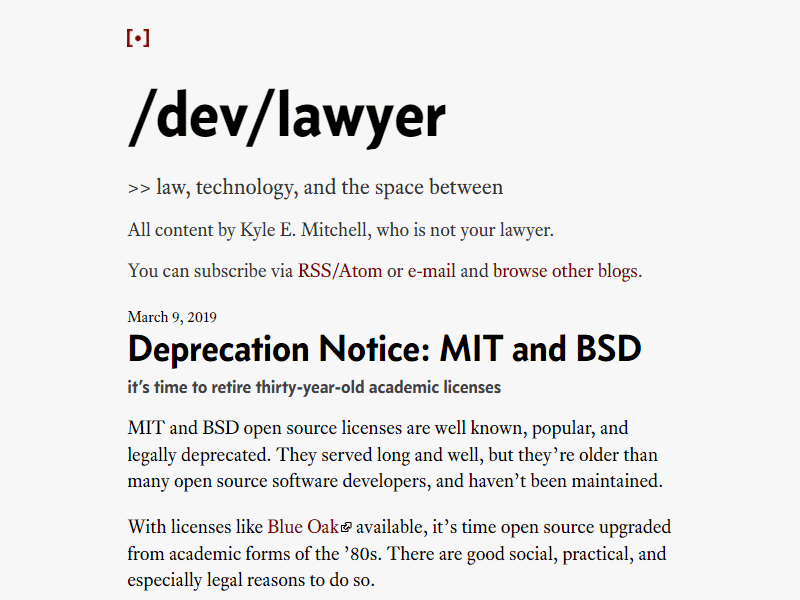 [•]
/dev/lawyer
>> law, technology, and the space between
All content by Kyle E. Mitchell, who is not your lawyer.
You can subscribe via RSS/Atom or e-mail and browse other blogs.
March 9, 2019
Deprecation Notice: MIT and BSD
it’s time to retire thirty-year-old academic licenses
MIT and BSD open source licenses are well known, popular, and
legally deprecated. They served long and well, but they’re older than
many open source software developers, and haven’t been maintained.
With licenses like Blue Oak available, it’s time open source upgraded
from academic forms of the ’80s. There are good social, practical, and
especially legal reasons to do so.